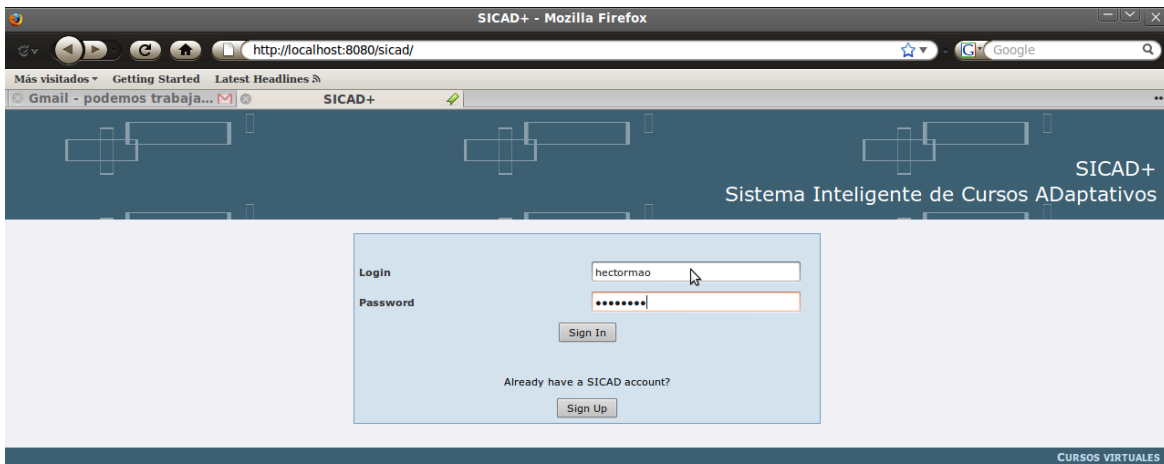 SICAD+ - Mozilla Firefox
http://localhost:8080/sicad/
Google
Más visitados Getting Started Latest Headlines
Gmail - podemos trabaja... SICAD+
SICAD+
Sistema Inteligente de Cursos ADaptativos
Login hectormao
Password ••••••••
Sign In
Already have a SICAD account?
Sign Up
CURSOS VIRTUALES